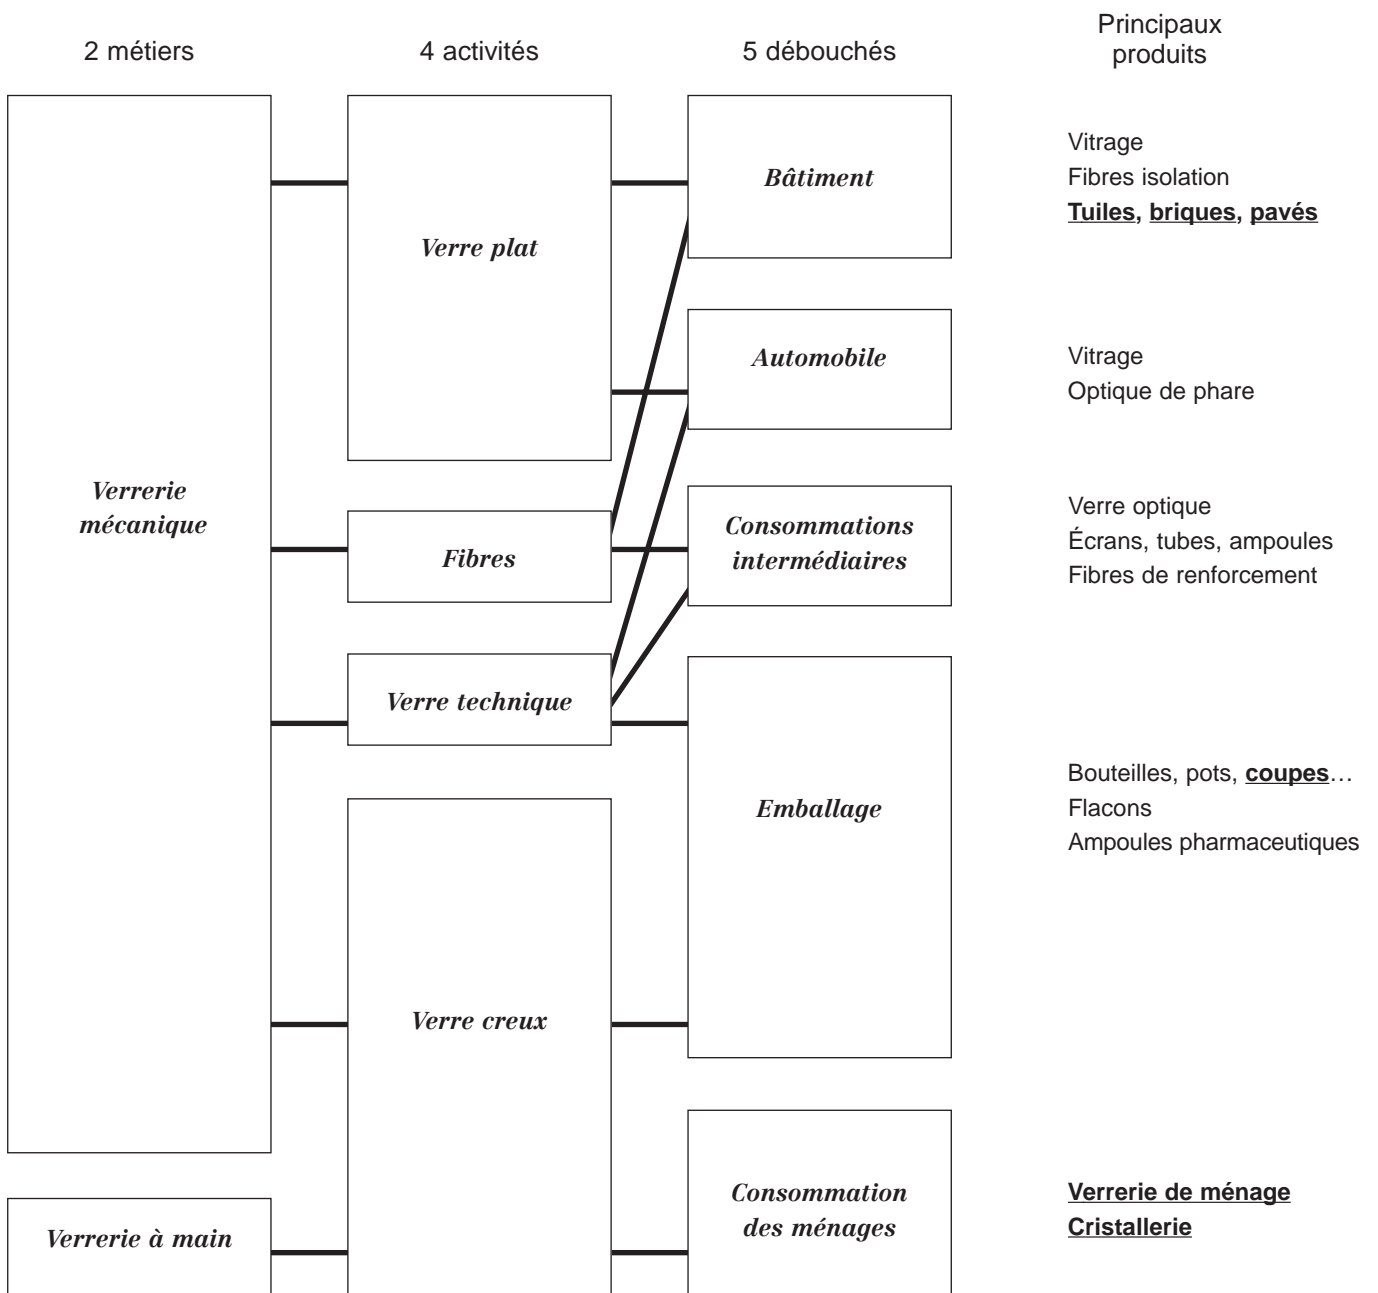 2 métiers
4 activités
5 débouchés
Principaux
produits
Verrerie
mécanique
Verrerie à main
Verre plat
Fibres
Verre technique
Verre creux
Bâtiment
Automobile
Consommations
intermédiaires
Emballage
Consommation
des ménages
Vitrage
Fibres isolation
Tuiles, briques, pavés
Vitrage
Optique de phare
Verre optique
Écrans, tubes, ampoules
Fibres de renforcement
Bouteilles, pots, coupes…
Flacons
Ampoules pharmaceutiques
Verrerie de ménage
Cristallerie